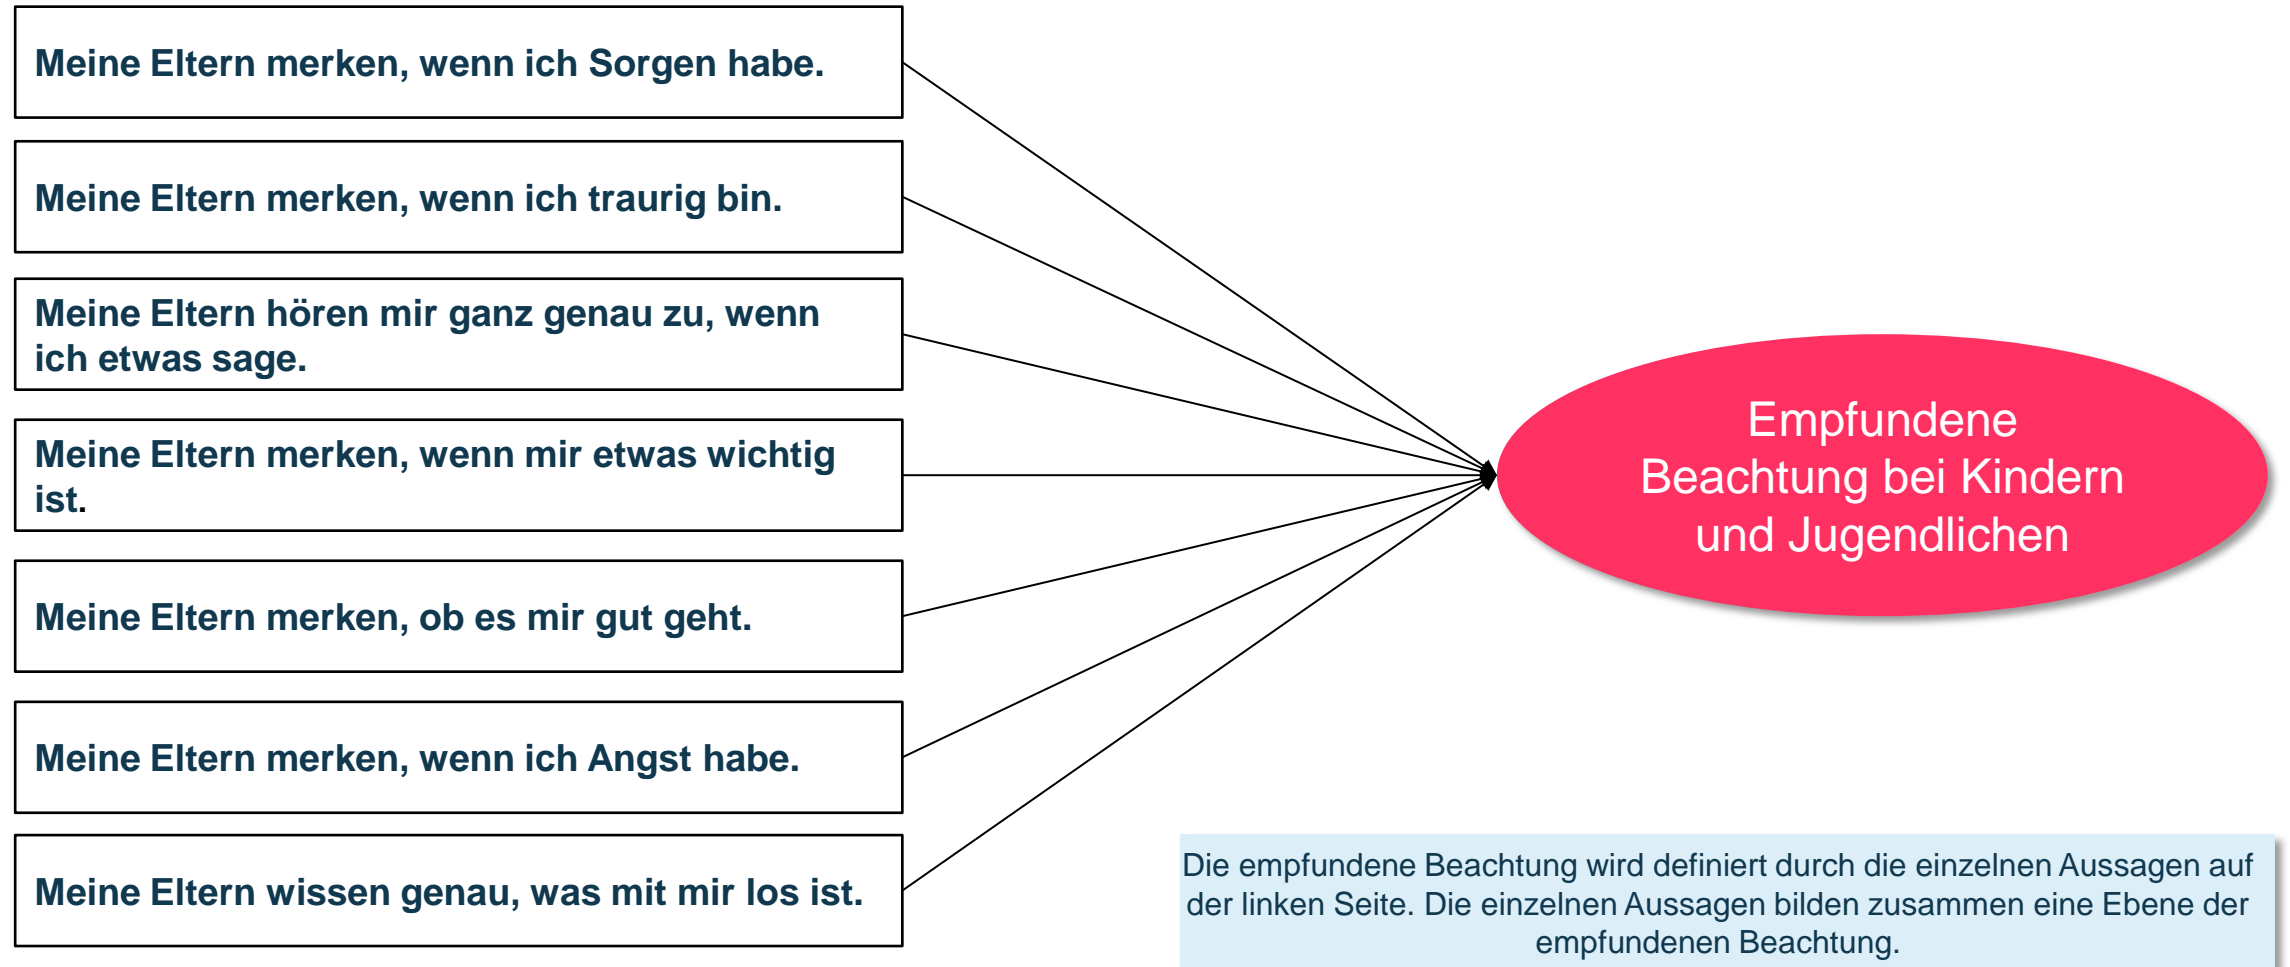 Meine Eltern merken, wenn ich Sorgen habe.
Meine Eltern merken, wenn ich traurig bin.
Meine Eltern hören mir ganz genau zu, wenn
ich etwas sage.
Meine Eltern merken, wenn mir etwas wichtig
ist.
Meine Eltern merken, ob es mir gut geht.
Meine Eltern merken, wenn ich Angst habe.
Meine Eltern wissen genau, was mit mir los ist.
Empfundene
Beachtung bei Kindern
und Jugendlichen
Die empfundene Beachtung wird definiert durch die einzelnen Aussagen auf
der linken Seite. Die einzelnen Aussagen bilden zusammen eine Ebene der
empfundenen Beachtung.